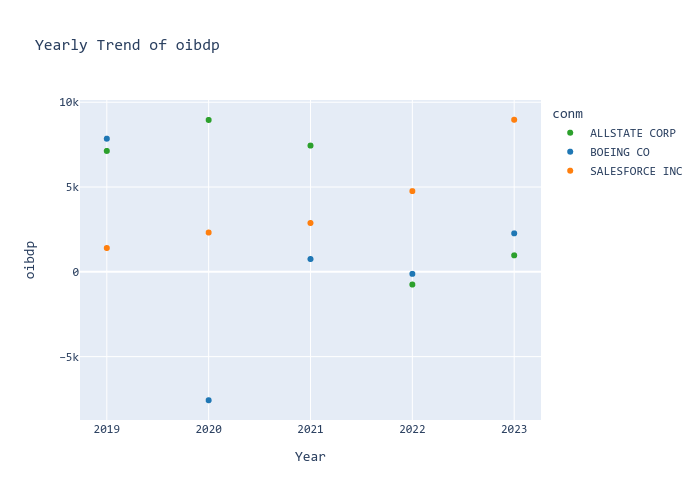 Yearly Trend of oibdp
conm
ALLSTATE CORP
BOEING CO
SALESFORCE INC
10k
5k
0
−5k
oibdp
2019 2020 2021 2022 2023
Year